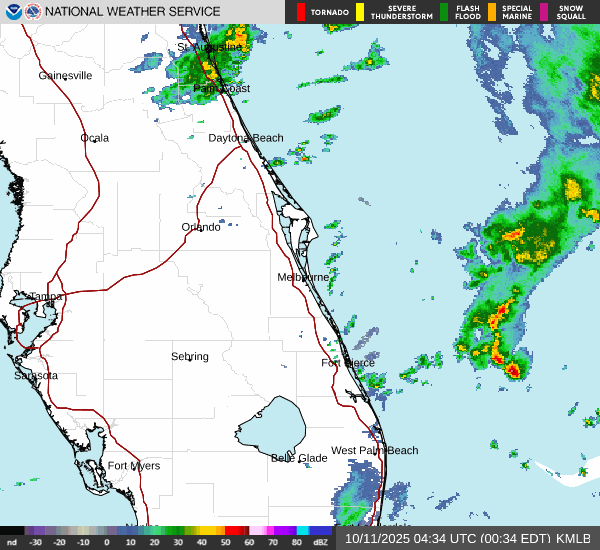 NATIONAL WEATHER SERVICE
TORNADO
SEVERE THUNDERSTORM
FLASH FLOOD
SPECIAL MARINE
SNOW SQUALL
St. Augustine
Gainesville
Palm Coast
Ocala
Daytona Beach
Orlando
Melbourne
Tampa
Sebring
Fort Pierce
Sarasota
West Palm Beach
Belle Glade
Fort Myers
nd -30 -20 -10 0 10 20 30 40 50 60 70 80 dBZ
10/11/2025 04:34 UTC (00:34 EDT) KMLB